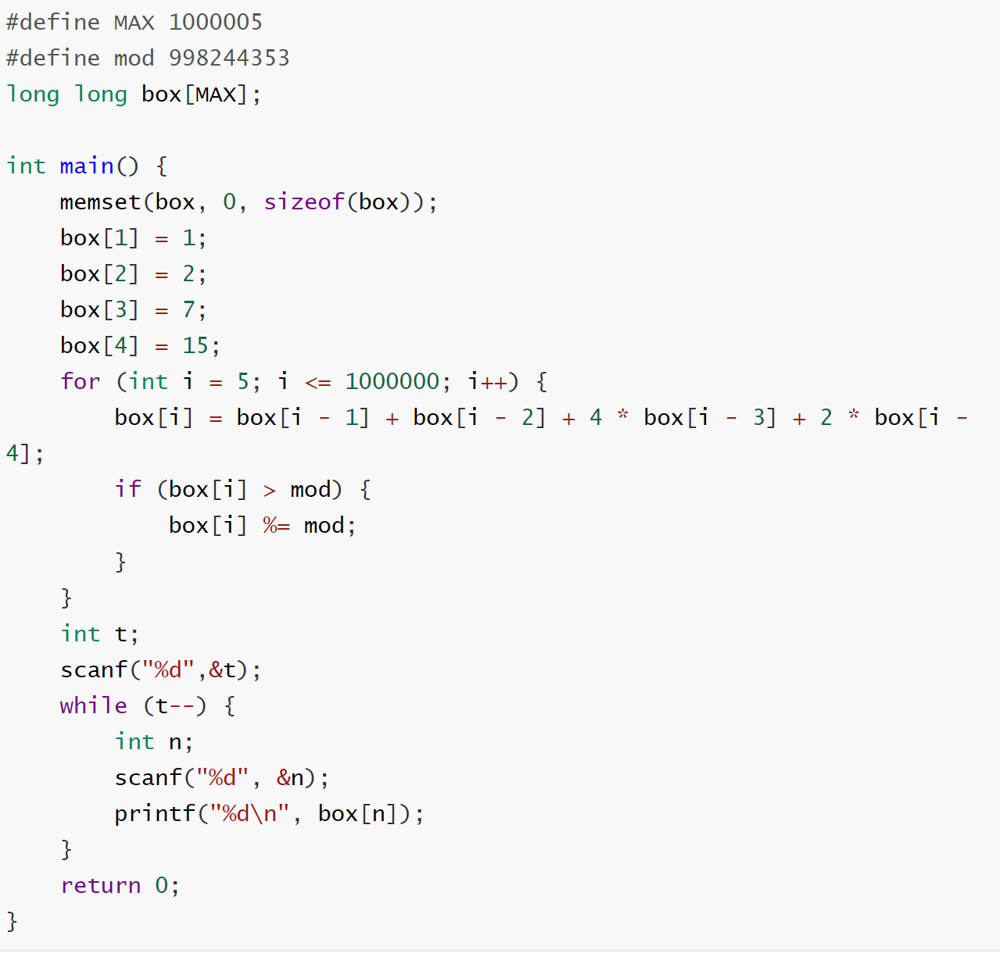 #define MAX 1000005
#define mod 998244353
long long box[MAX];

int main() {
    memset(box, 0, sizeof(box));
    box[1] = 1;
    box[2] = 2;
    box[3] = 7;
    box[4] = 15;
    for (int i = 5; i <= 1000000; i++) {
        box[i] = box[i - 1] + box[i - 2] + 4 * box[i - 3] + 2 * box[i -
4];
        if (box[i] > mod) {
            box[i] %= mod;
        }
    }
    int t;
    scanf("%d",&t);
    while (t--) {
        int n;
        scanf("%d", &n);
        printf("%d\n", box[n]);
    }
    return 0;
}